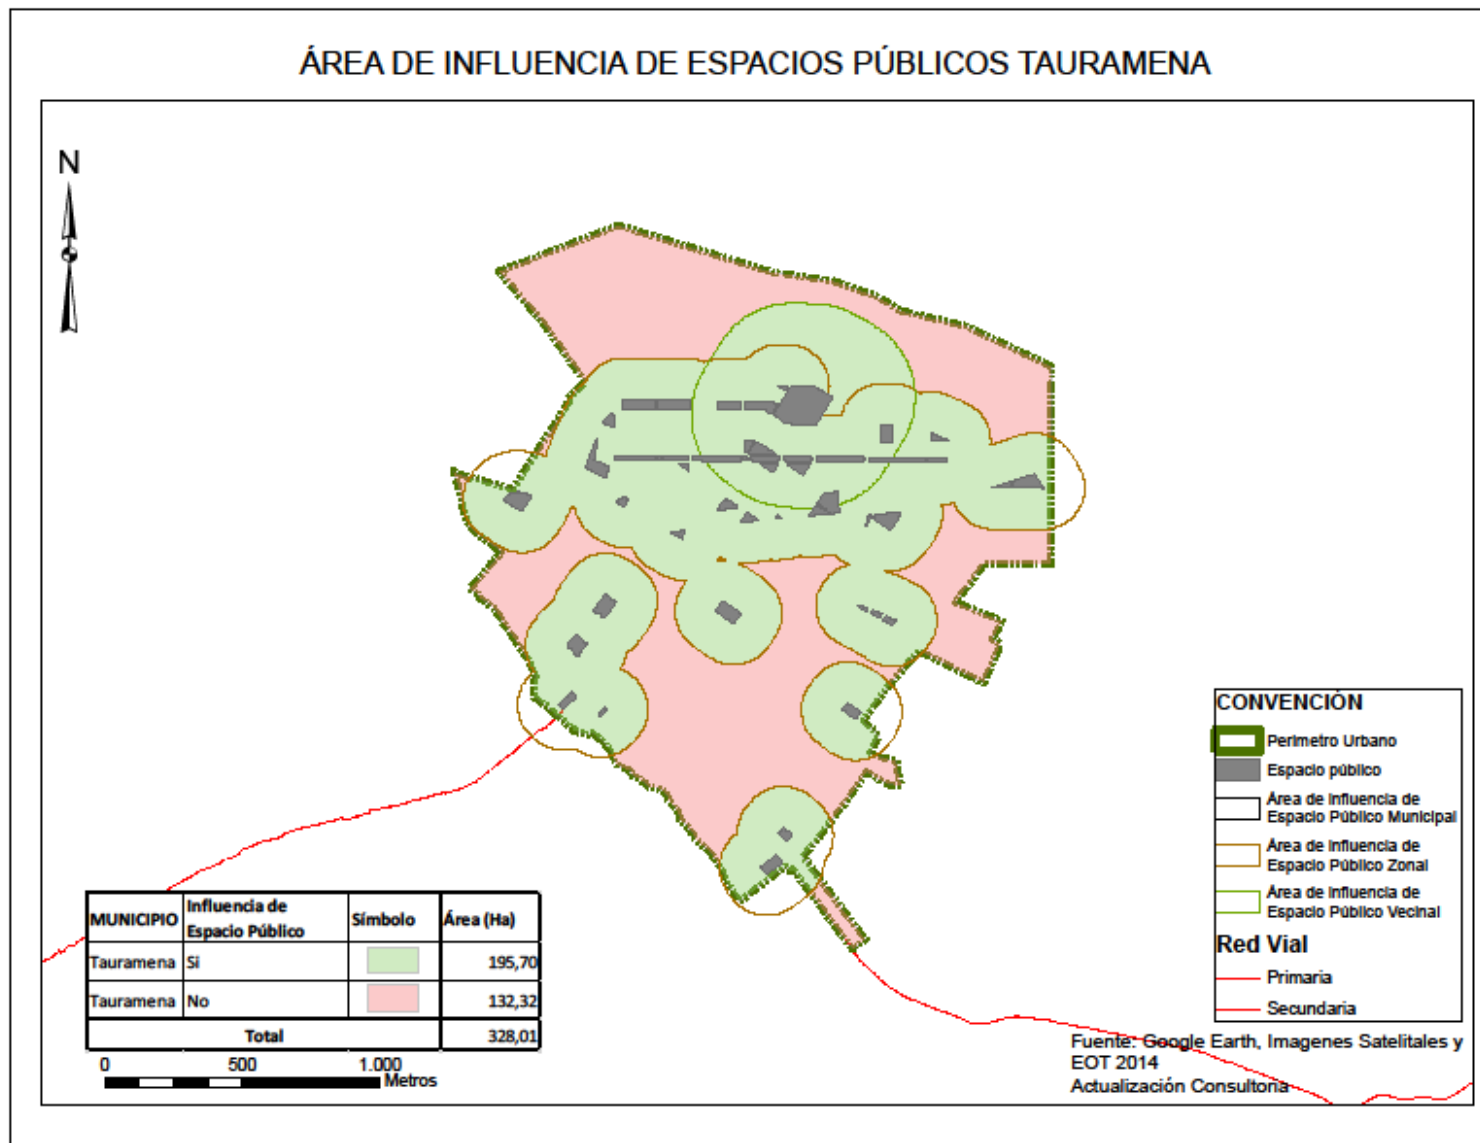 ÁREA DE INFLUENCIA DE ESPACIOS PÚBLICOS TAURAMENA
N
CONVENCIÓN
Perimetro Urbano
Espacio público
Área de Influencia de
Espacio Público Municipal
Área de Influencia de
Espacio Público Zonal
Área de Influencia de
Espacio Público Vecinal
Red Vial
Primaria
Secundaria
MUNICIPIO Influencia de Espacio Público Símbolo Área (Ha)
Tauramena Si 195,70
Tauramena No 132,32
Total 328,01
0 500 1.000
Metros
Fuente: Google Earth, Imagenes Satelitales y
EOT 2014
Actualización Consultoria